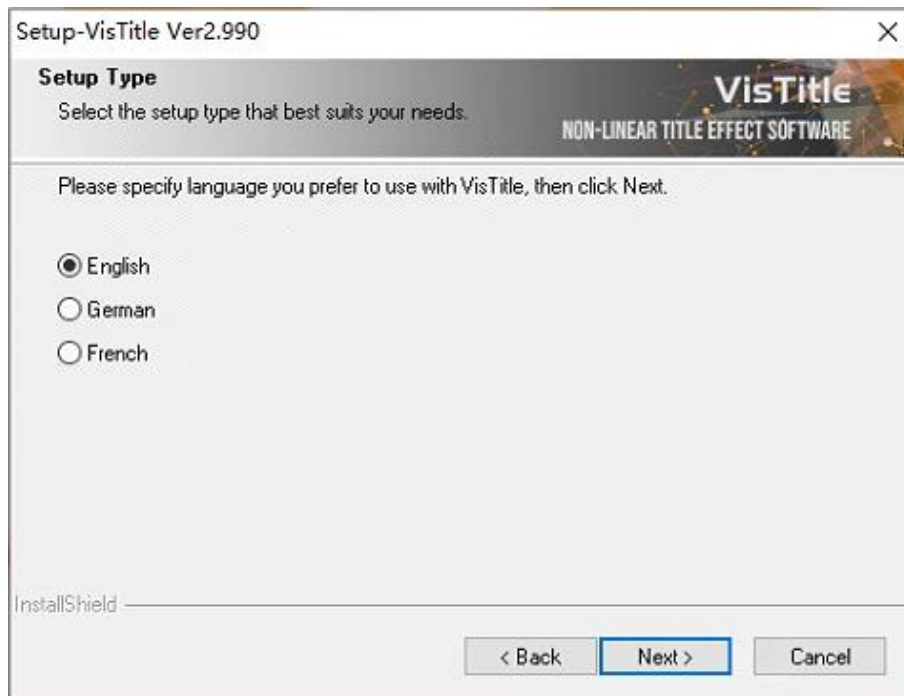 Setup-VisTitle Ver2.990
Setup Type
Select the setup type that best suits your needs.
VisTitle
NON-LINEAR TITLE EFFECT SOFTWARE
Please specify language you prefer to use with VisTitle, then click Next.
English
German
French
InstallShield
< Back Next > Cancel